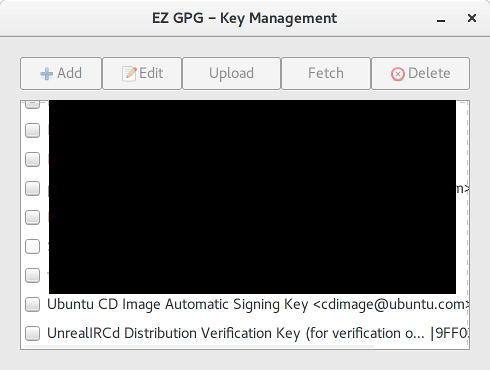 EZ GPG – Key Management
Add Edit Upload Fetch Delete
Ubuntu CD Image Automatic Signing Key <cdimage@ubuntu.com>
UnrealIRCd Distribution Verification Key (for verification o... |9FF0